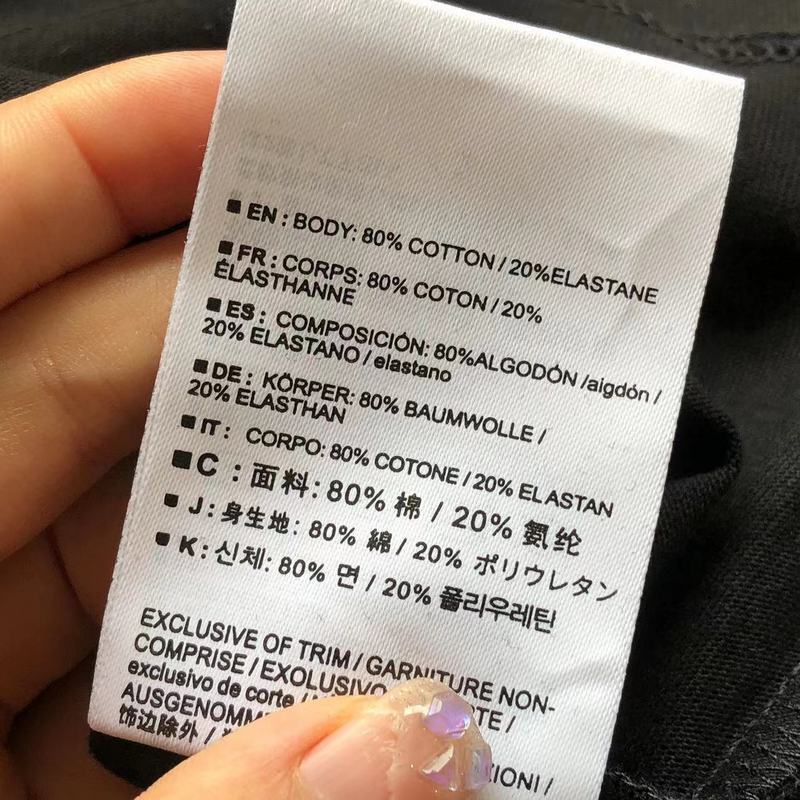 ■ EN : BODY: 80% COTTON / 20%ELASTANE
■ FR : CORPS: 80% COTON / 20%
ÉLASTHANNE
■ ES : COMPOSICIÓN: 80%ALGODÓN /algdón /
20% ELASTANO / elastano
■ DE : KÖRPER: 80% BAUMWOLLE /
20% ELASTHAN
■ IT : CORPO: 80% COTONE / 20% ELASTAN
■ C : 面料: 80% 棉 / 20% 氨纶
■ J : 身生地: 80% 綿 / 20% ポリウレタン
■ K : 신체: 80% 면 / 20% 폴리우레틴
EXCLUSIVE OF TRIM / GARNITURE NON-
COMPRISE / EXOLUSIVO
exclusivo de corte /
AUSGENOMM
饰边除外 /